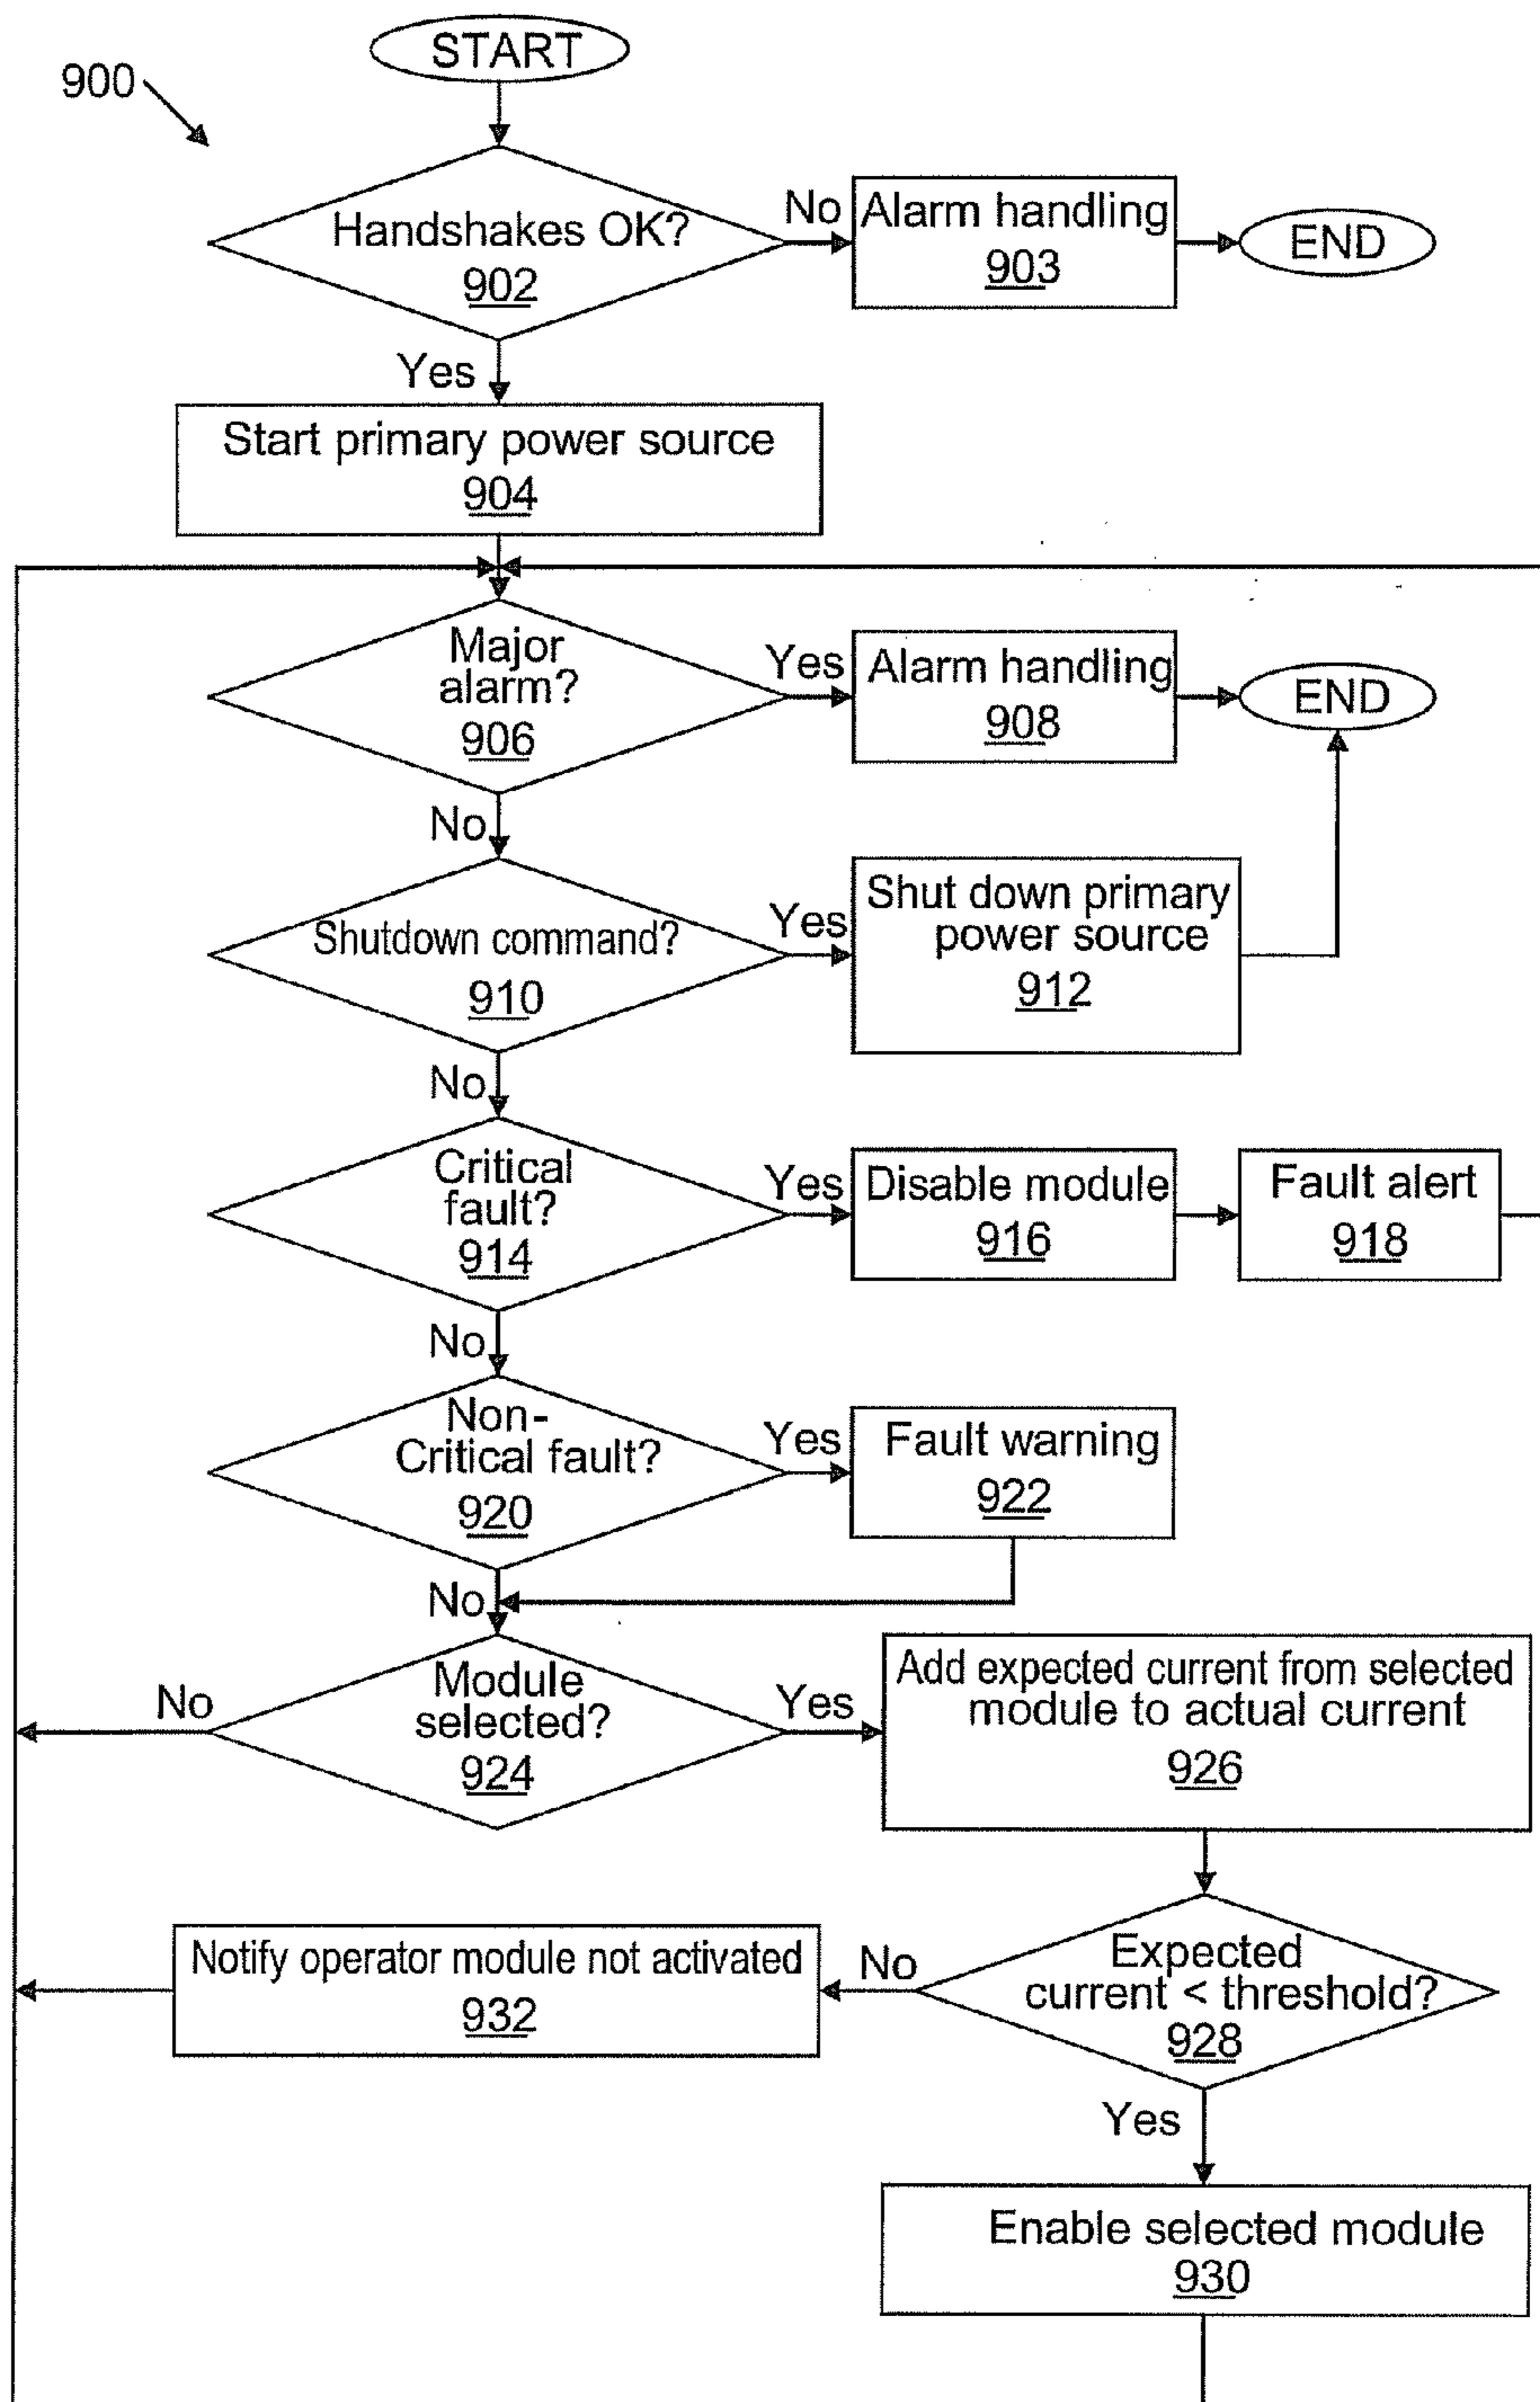 START
900
Handshakes OK?
902
No
Alarm handling
903
END
Yes
Start primary power source
904
Major
alarm?
906
Yes
Alarm handling
908
END
No
Shutdown command?
910
Yes
Shut down primary
power source
912
No
Critical
fault?
914
Yes
Disable module
916
Fault alert
918
No
Non-
Critical fault?
920
Yes
Fault warning
922
No
Module
selected?
924
No
Yes
Add expected current from selected
module to actual current
926
Expected
current < threshold?
928
No
Notify operator module not activated
932
Yes
Enable selected module
930